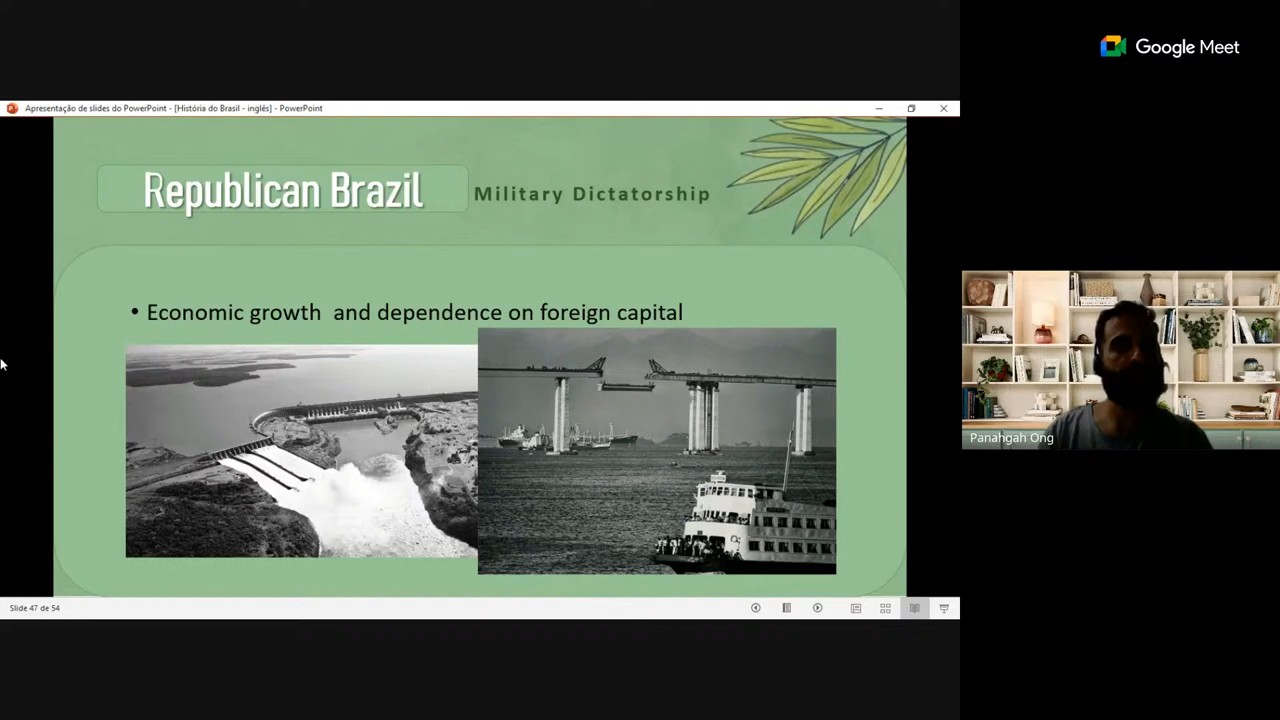 Google Meet
Apresentação de slides do PowerPoint - [História do Brasil - inglês] - PowerPoint
Republican Brazil
Military Dictatorship
• Economic growth  and dependence on foreign capital
Panahgah Ong
Slide 47 de 54